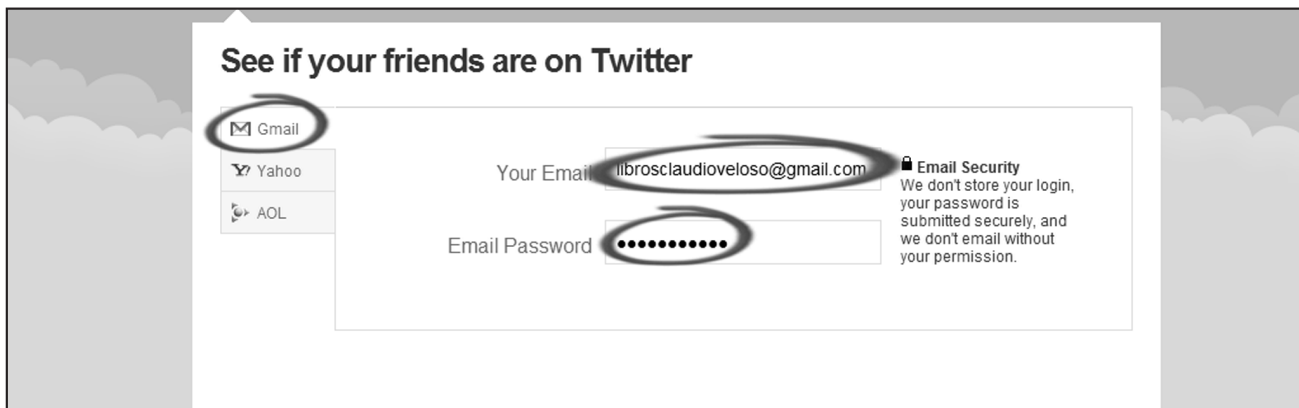 See if your friends are on Twitter
Gmail
Yahoo
AOL
Your Email
librosclaudioveloso@gmail.com
Email Password
•••••••••••
Email Security
We don't store your login,
your password is
submitted securely, and
we don't email without
your permission.